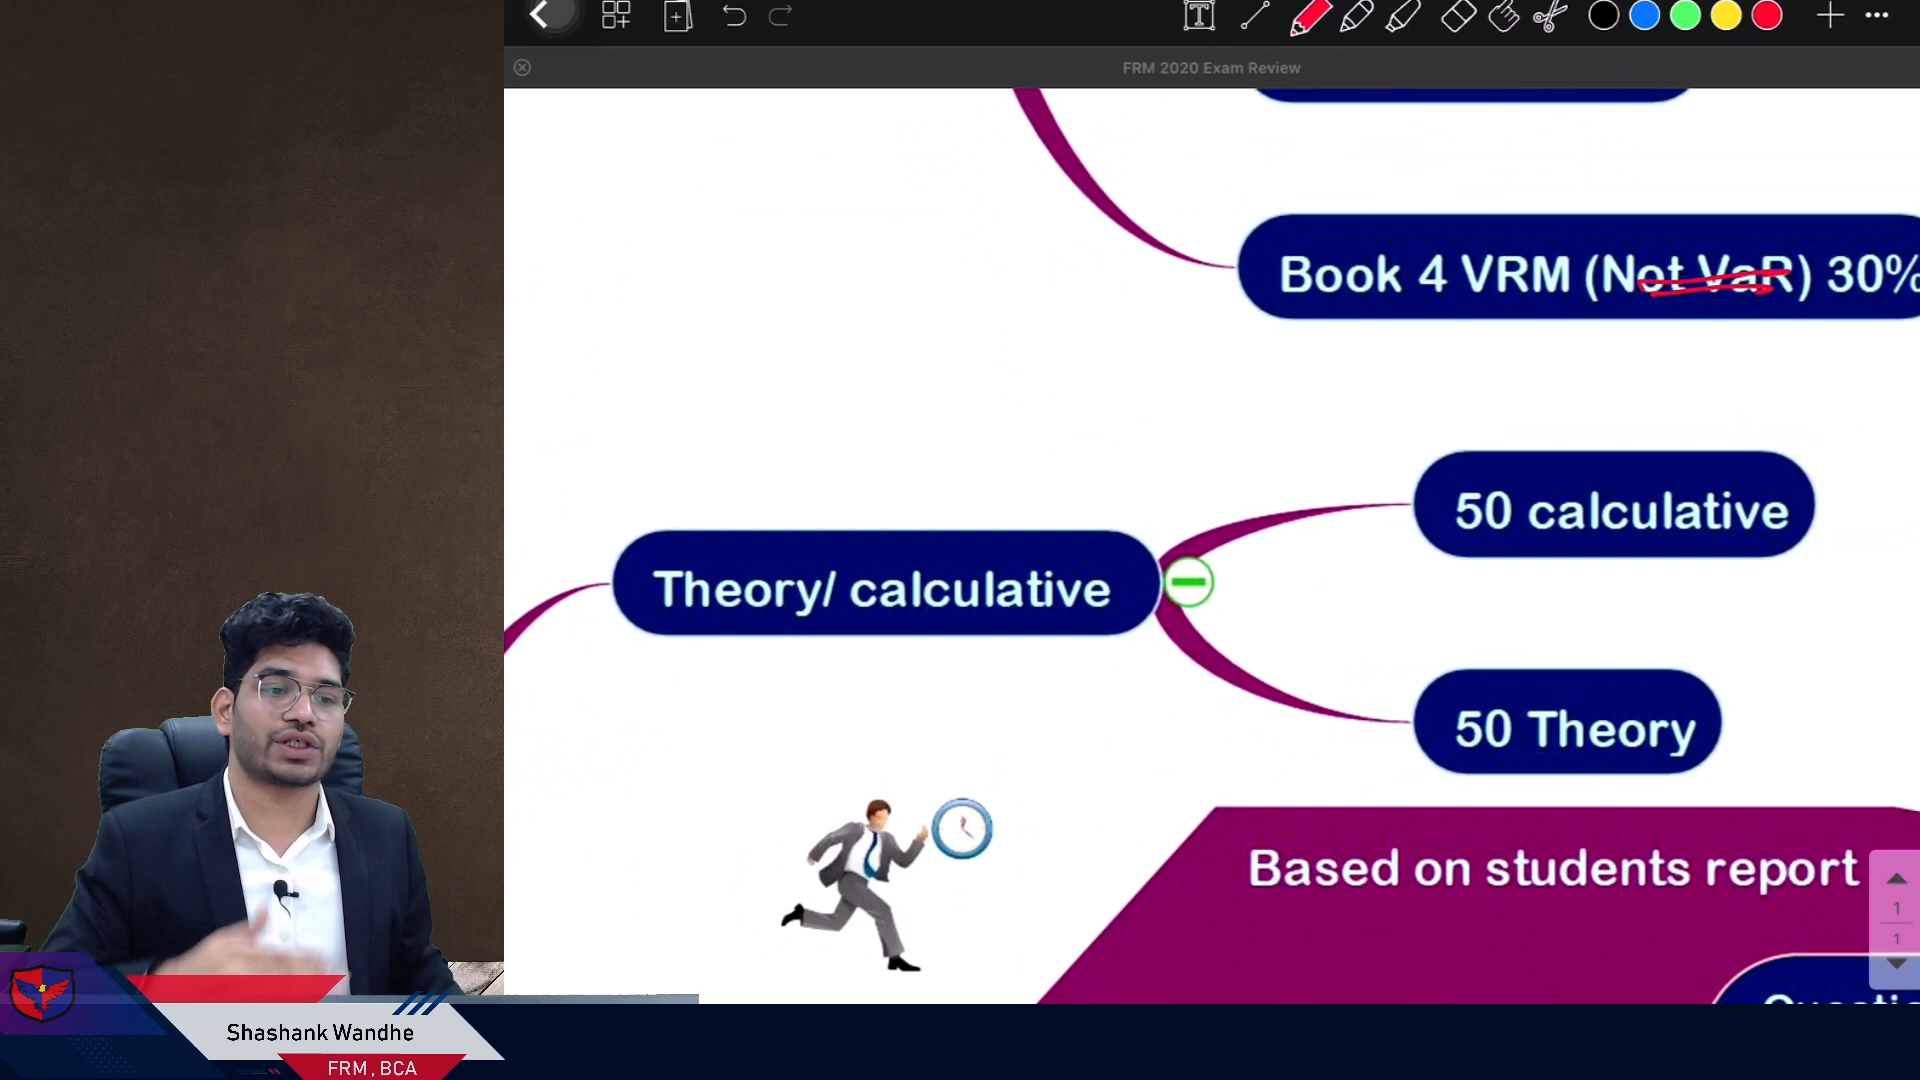 FRM 2020 Exam Review
Book 4 VRM (Not VaR) 30%
50 calculative
Theory/ calculative
50 Theory
Based on students report
1
1
Shashank Wandhe
FRM, BCA